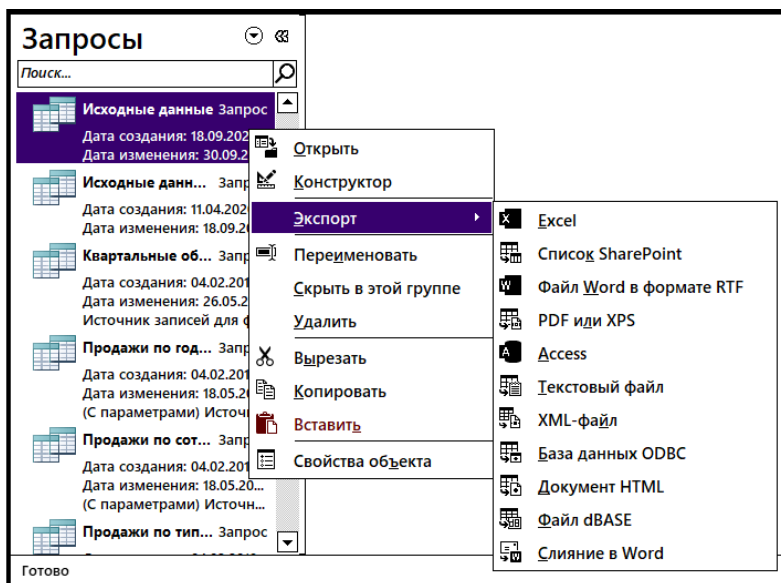 Запросы
Поиск...
Исходные данные Запрос
Дата создания: 18.09.202
Дата изменения: 30.09.2
Исходные данн... Запр
Дата создания: 11.04.202
Дата изменения: 18.09.20
Квартальные об... Запр
Дата создания: 04.02.201
Дата изменения: 26.05.2
Источник записей для ф
Продажи по год... Запр
Дата создания: 04.02.201
Дата изменения: 18.05.20
(С параметрами) Источн
Продажи по сот... Запр
Дата создания: 04.02.201
Дата изменения: 18.05.20...
(С параметрами) Источн...
Продажи по тип... Запрос
Готово
Открыть
Конструктор
Экспорт
Переименовать
Скрыть в этой группе
Удалить
Вырезать
Копировать
Вставить
Свойства объекта
Excel
Список SharePoint
Файл Word в формате RTF
PDF или XPS
Access
Текстовый файл
XML-файл
База данных ODBC
Документ HTML
Файл dBASE
Слияние в Word